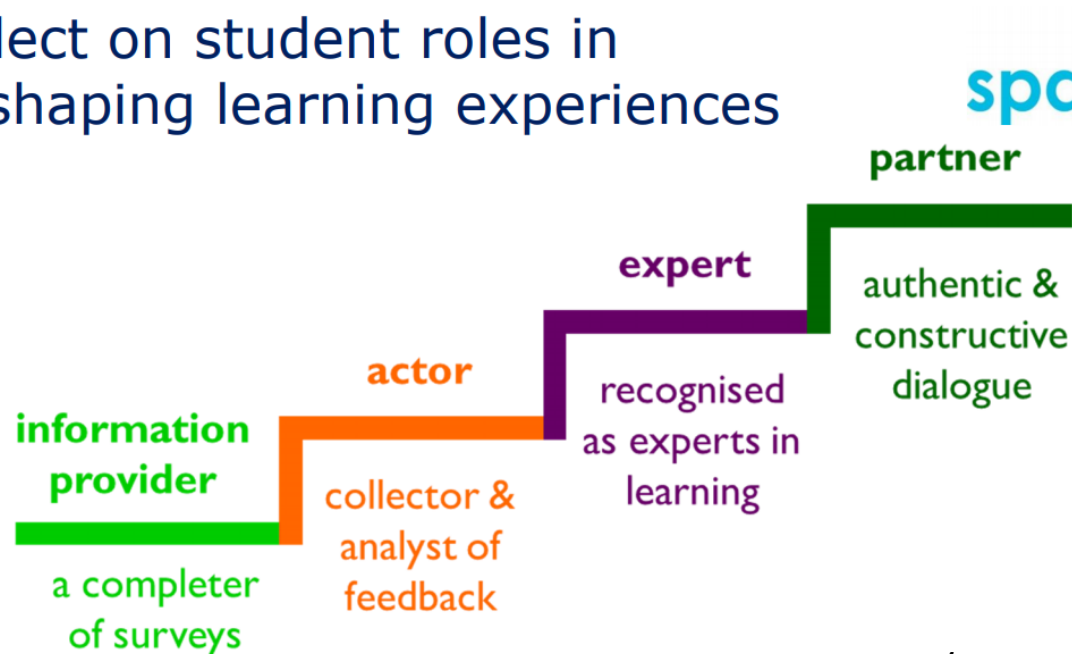 lect on student roles in
shaping learning experiences
spa
partner
authentic &
constructive
dialogue
expert
recognised
as experts in
learning
actor
collector &
analyst of
feedback
information
provider
a completer
of surveys